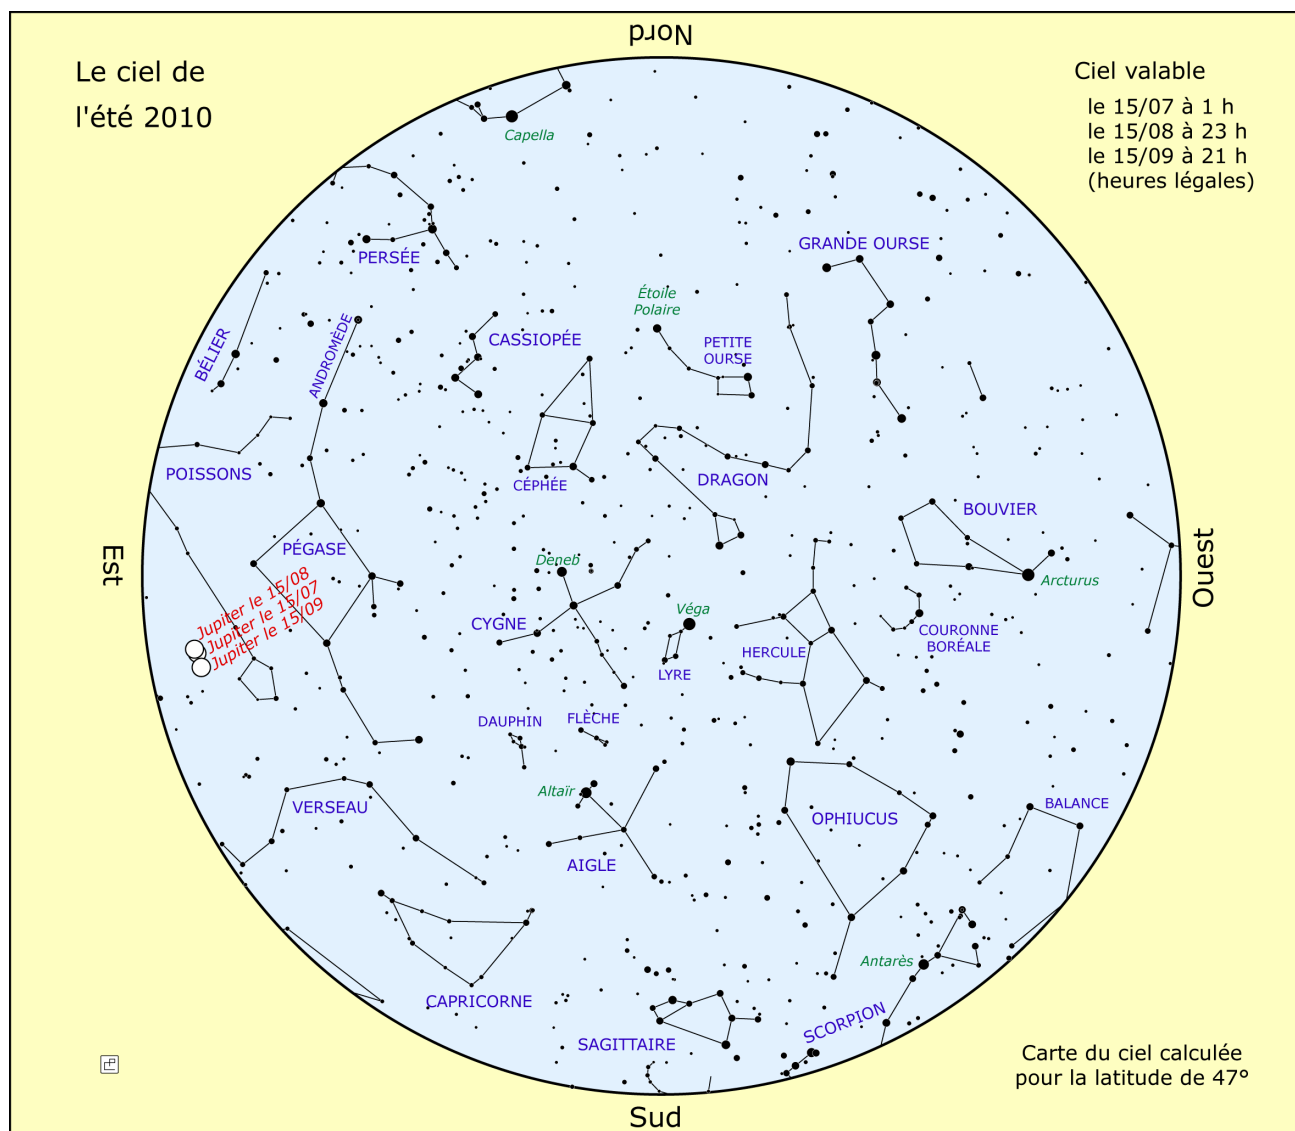 Nord
Le ciel de
l'été 2010
Ciel valable
le 15/07 à 1 h
le 15/08 à 23 h
le 15/09 à 21 h
(heures légales)
Capella
PERSÉE
GRANDE OURSE
Étoile
Polaire
BÉLIER
ANDROMÈDE
CASSIOPÉE
PETITE
OURSE
POISSONS
CÉPHÉE
DRAGON
BOUVIER
PÉGASE
Est
Ouest
Deneb
Arcturus
Jupiter le 15/08
Jupiter le 15/07
Jupiter le 15/09
CYGNE
Véga
HERCULE
COURONNE
BORÉALE
LYRE
DAUPHIN
FLÈCHE
Altaïr
VERSEAU
AIGLE
OPHIUCUS
BALANCE
Antarès
CAPRICORNE
SAGITTAIRE
SCORPION
Carte du ciel calculée
pour la latitude de 47°
Sud